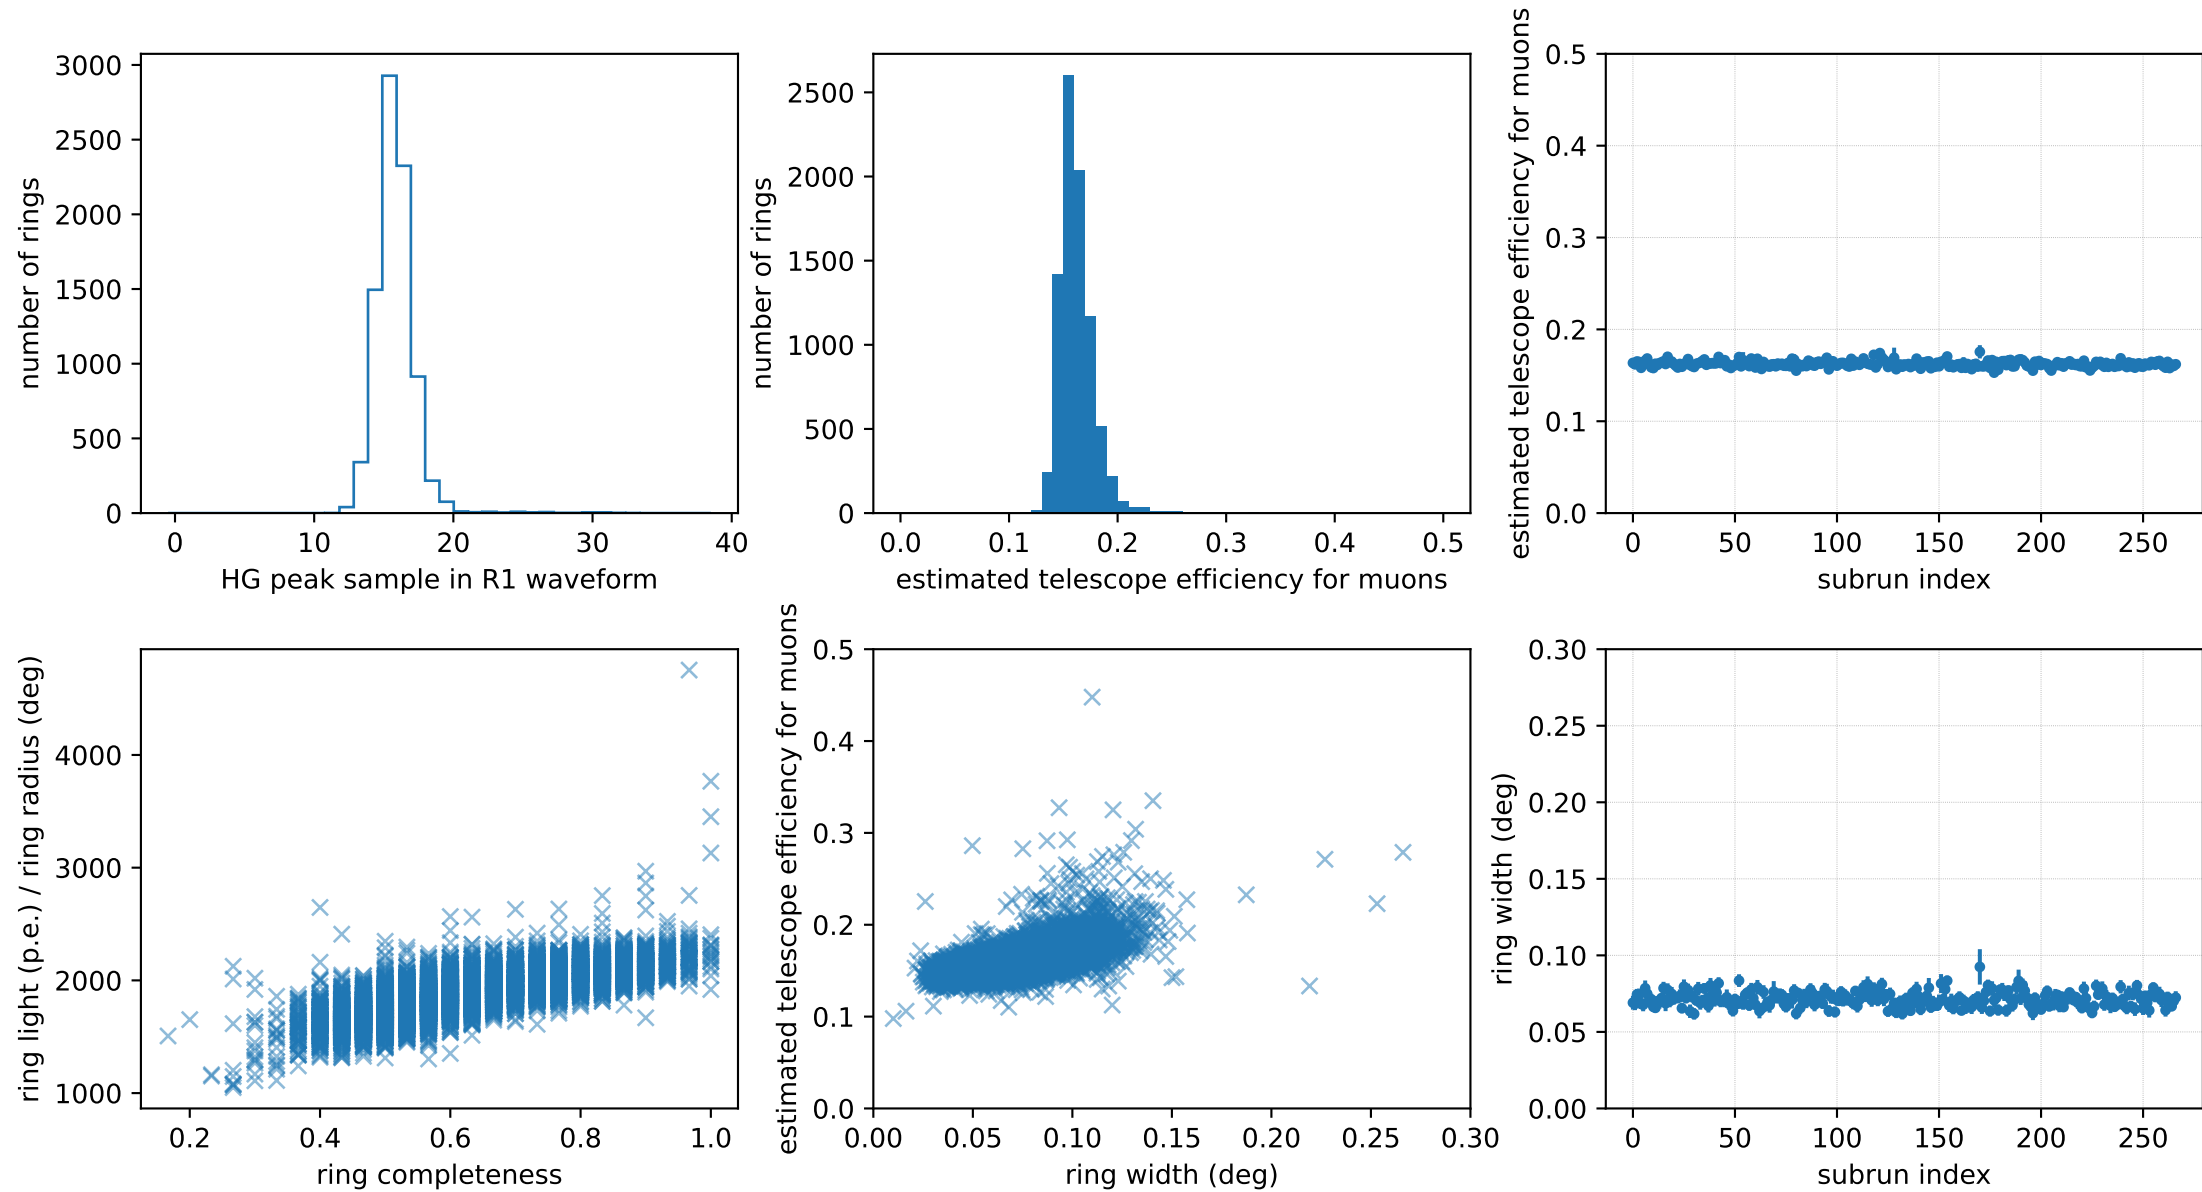 3000
2500
2000
1500
1000
500
0
number of rings
0 10 20 30 40
HG peak sample in R1 waveform
2500
2000
1500
1000
500
0
number of rings
0.0 0.1 0.2 0.3 0.4 0.5
estimated telescope efficiency for muons
0.5
0.4
0.3
0.2
0.1
0.0
estimated telescope efficiency for muons
0 50 100 150 200 250
subrun index
4000
3000
2000
1000
ring light (p.e.) / ring radius (deg)
0.2 0.4 0.6 0.8 1.0
ring completeness
0.5
0.4
0.3
0.2
0.1
0.0
estimated telescope efficiency for muons
0.00 0.05 0.10 0.15 0.20 0.25 0.30
ring width (deg)
0.30
0.25
0.20
0.15
0.10
0.05
0.00
ring width (deg)
0 50 100 150 200 250
subrun index